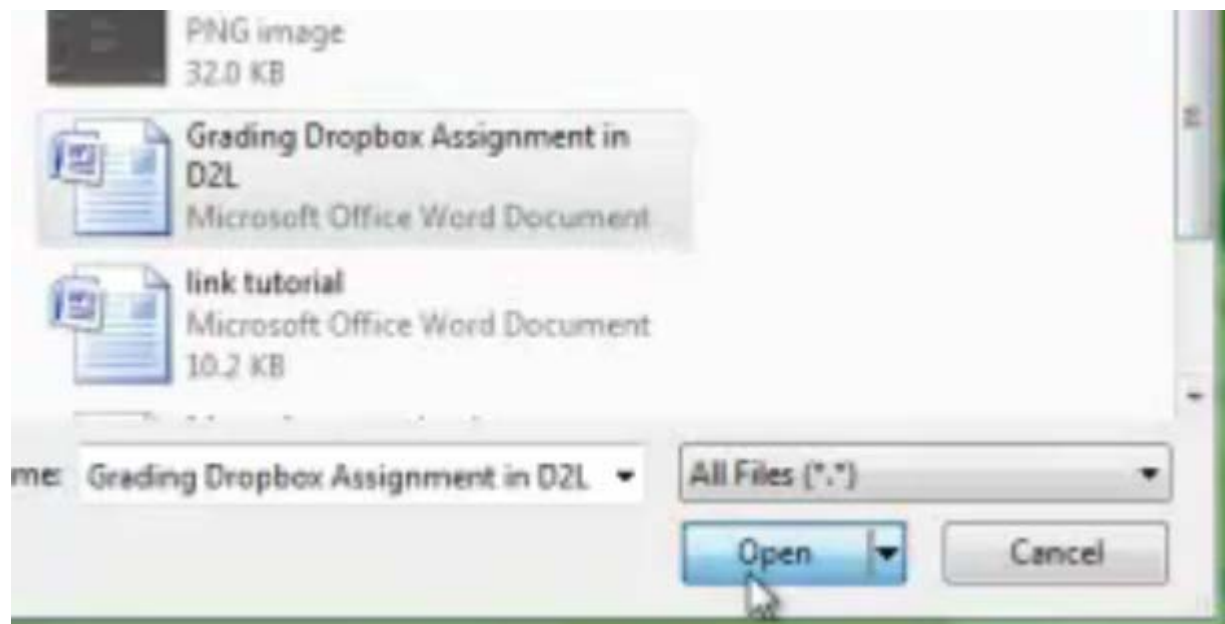 PNG image
32.0 KB
Grading Dropbox Assignment in
D2L
Microsoft Office Word Document
link tutorial
Microsoft Office Word Document
10.2 KB
me: Grading Dropbox Assignment in D2L
All Files (*.*)
Open
Cancel